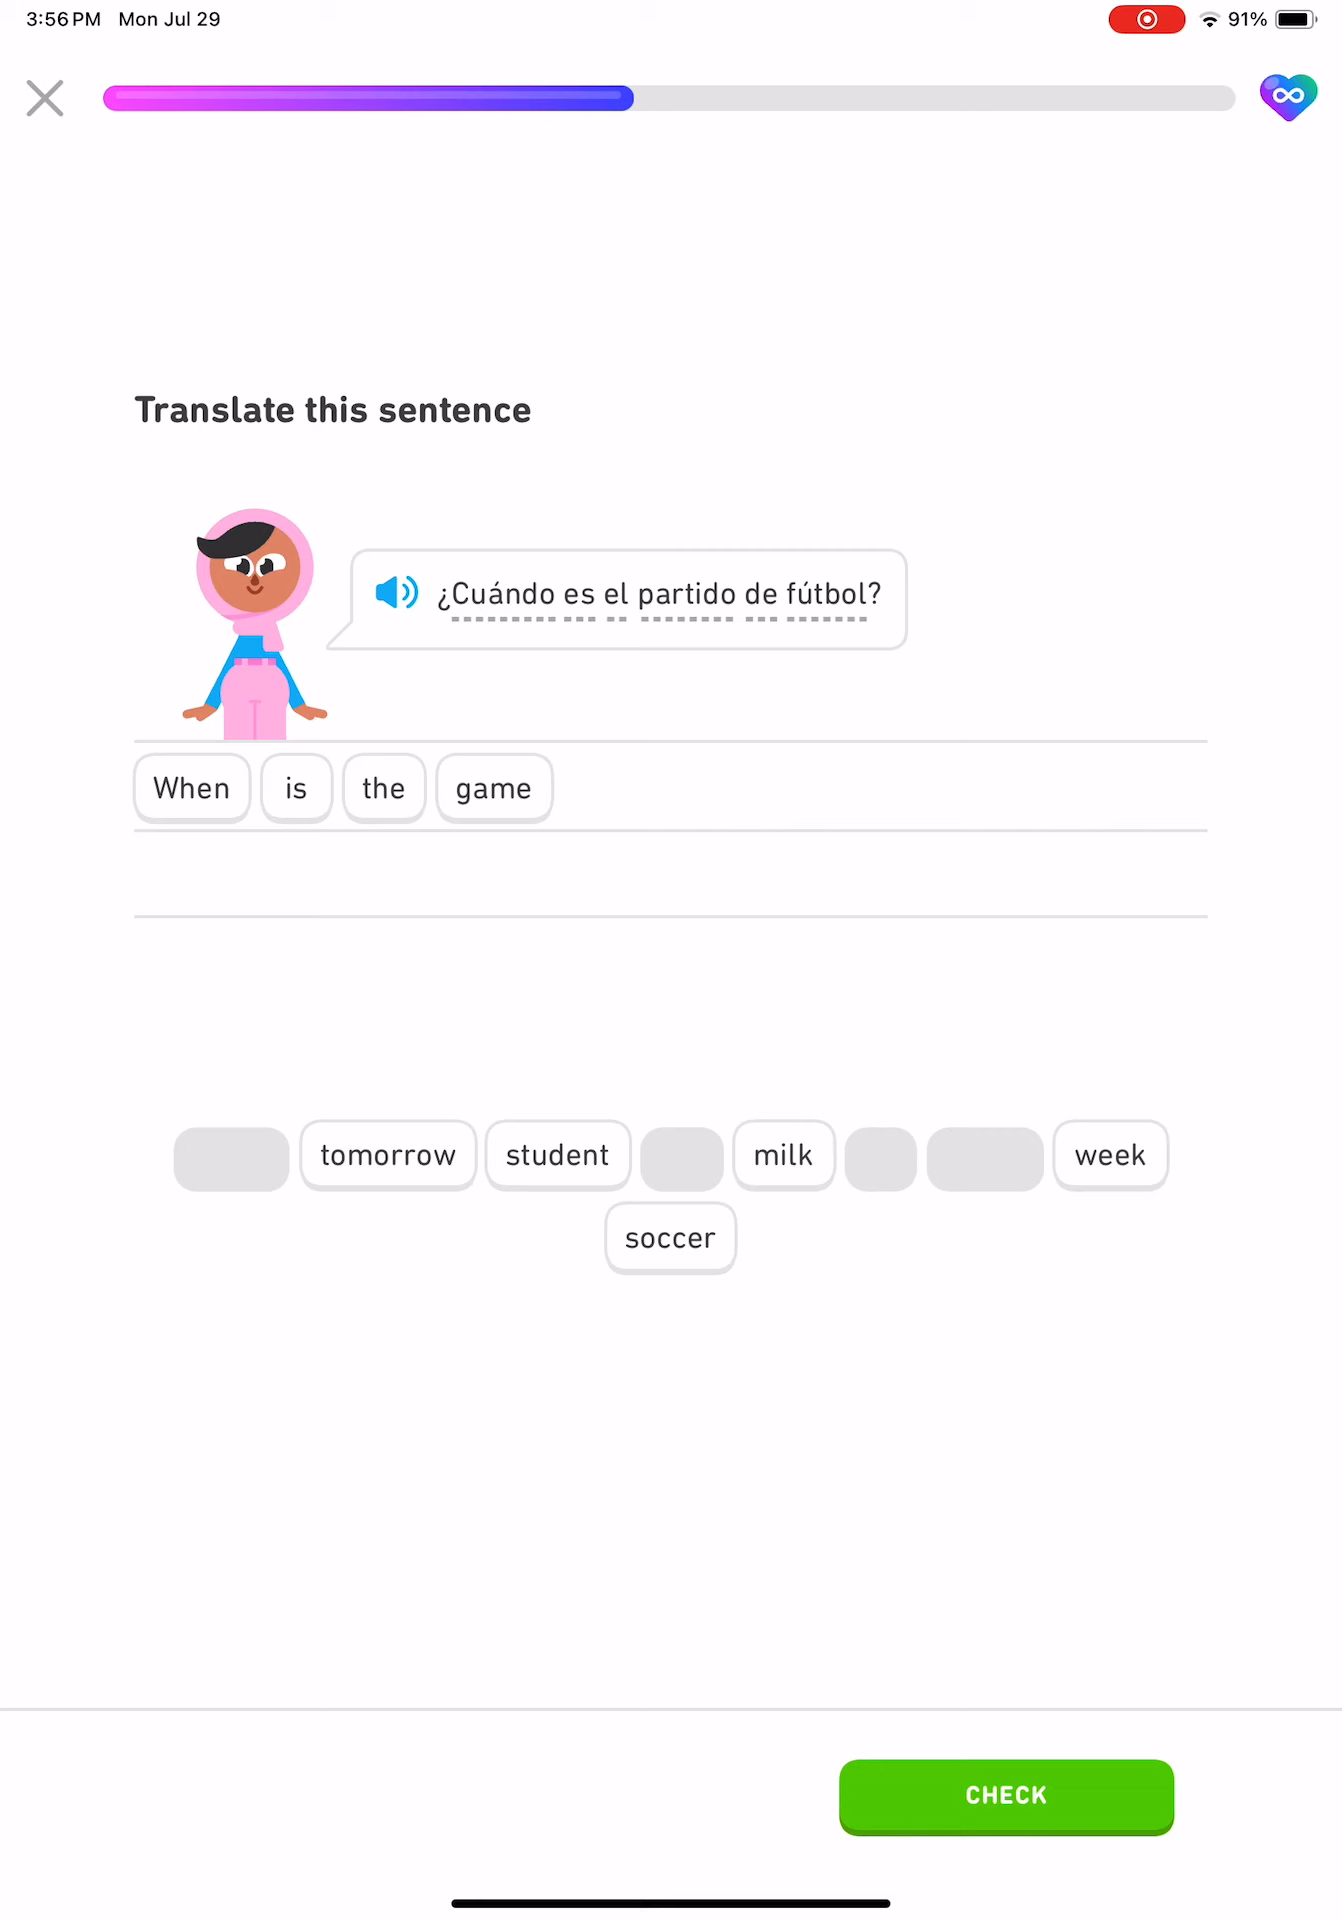 3:56 PM Mon Jul 29 91%
Translate this sentence
¿Cuándo es el partido de fútbol?
When is the game
tomorrow student milk week
soccer
CHECK